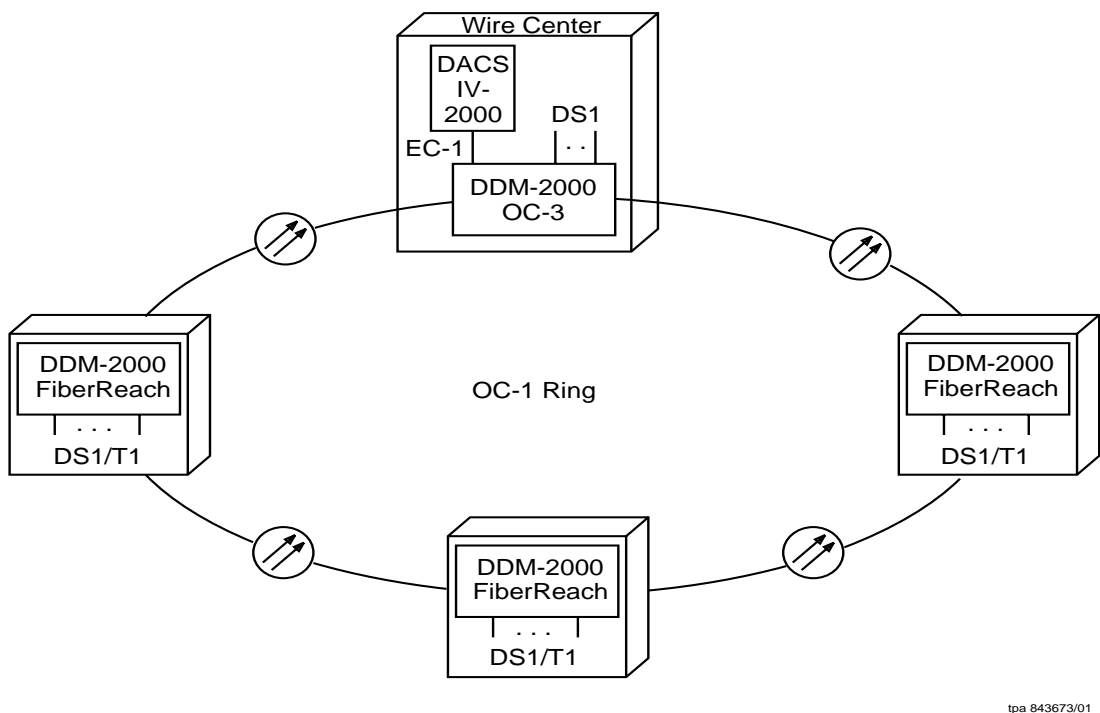 Wire Center
DACS
IV-
2000
DS1
. .
EC-1
DDM-2000
OC-3
DDM-2000
FiberReach
. . .
DS1/T1
OC-1 Ring
DDM-2000
FiberReach
. . .
DS1/T1
DDM-2000
FiberReach
. . .
DS1/T1
tpa 843673/01